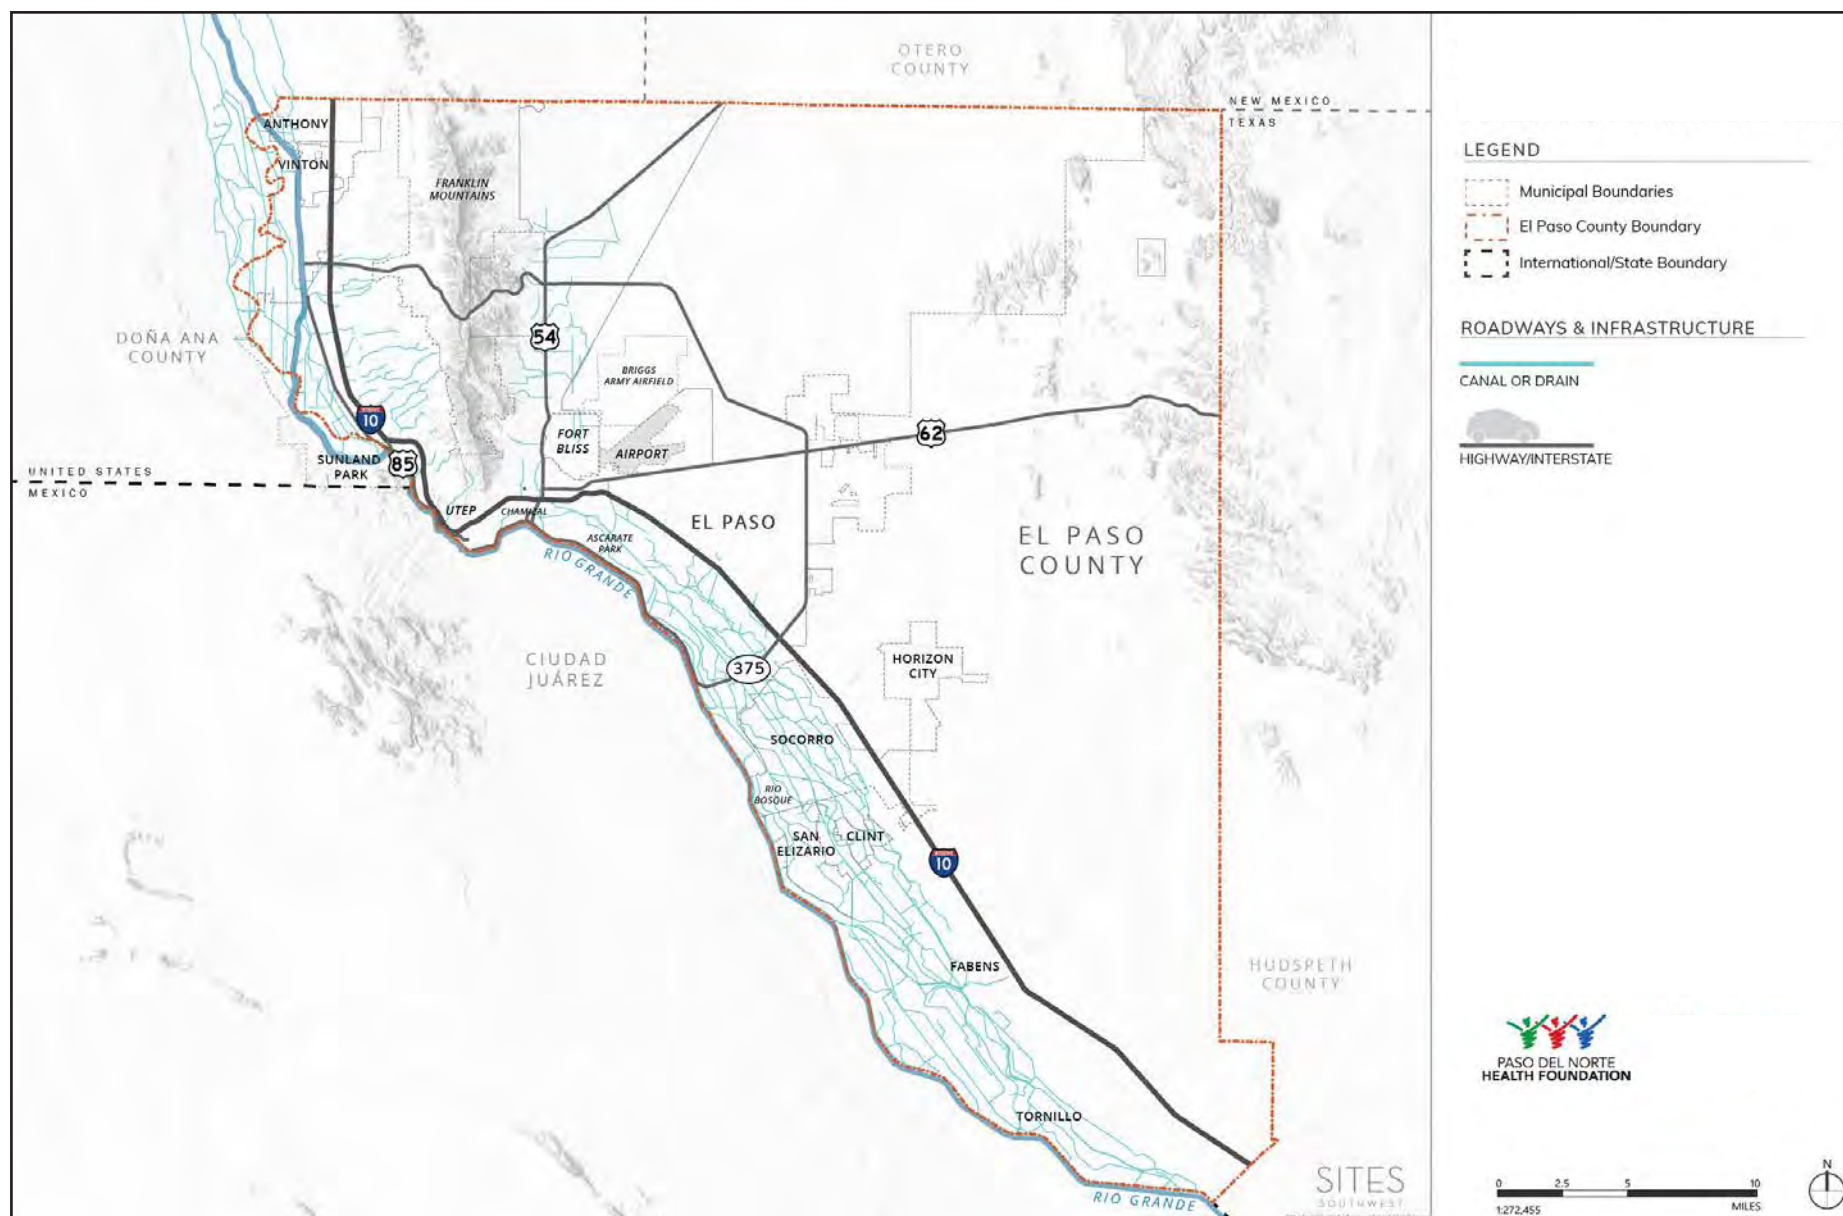 OTERO
COUNTY
NEW MEXICO
TEXAS
ANTHONY
VINTON
FRANKLIN
MOUNTAINS
DOÑA ANA
COUNTY
54
BRIGGS
ARMY AIRFIELD
10
FORT
BLISS
AIRPORT
62
SUNLAND
PARK
85
UNITED STATES
MEXICO
UTEP
CHAMIZAL
ASCARATE
PARK
EL PASO
EL PASO
COUNTY
RIO GRANDE
CIUDAD
JUÁREZ
375
HORIZON
CITY
SOCORRO
RIO
BOSQUE
SAN
ELIZARIO
CLINT
10
FABENS
HUDSPETH
COUNTY
TORNILLO
RIO GRANDE
SITES
SOUTHWEST
LEGEND
Municipal Boundaries
El Paso County Boundary
International/State Boundary
ROADWAYS & INFRASTRUCTURE
CANAL OR DRAIN
HIGHWAY/INTERSTATE
PASO DEL NORTE
HEALTH FOUNDATION
0 2.5 5 10
MILES
1:272,455
N